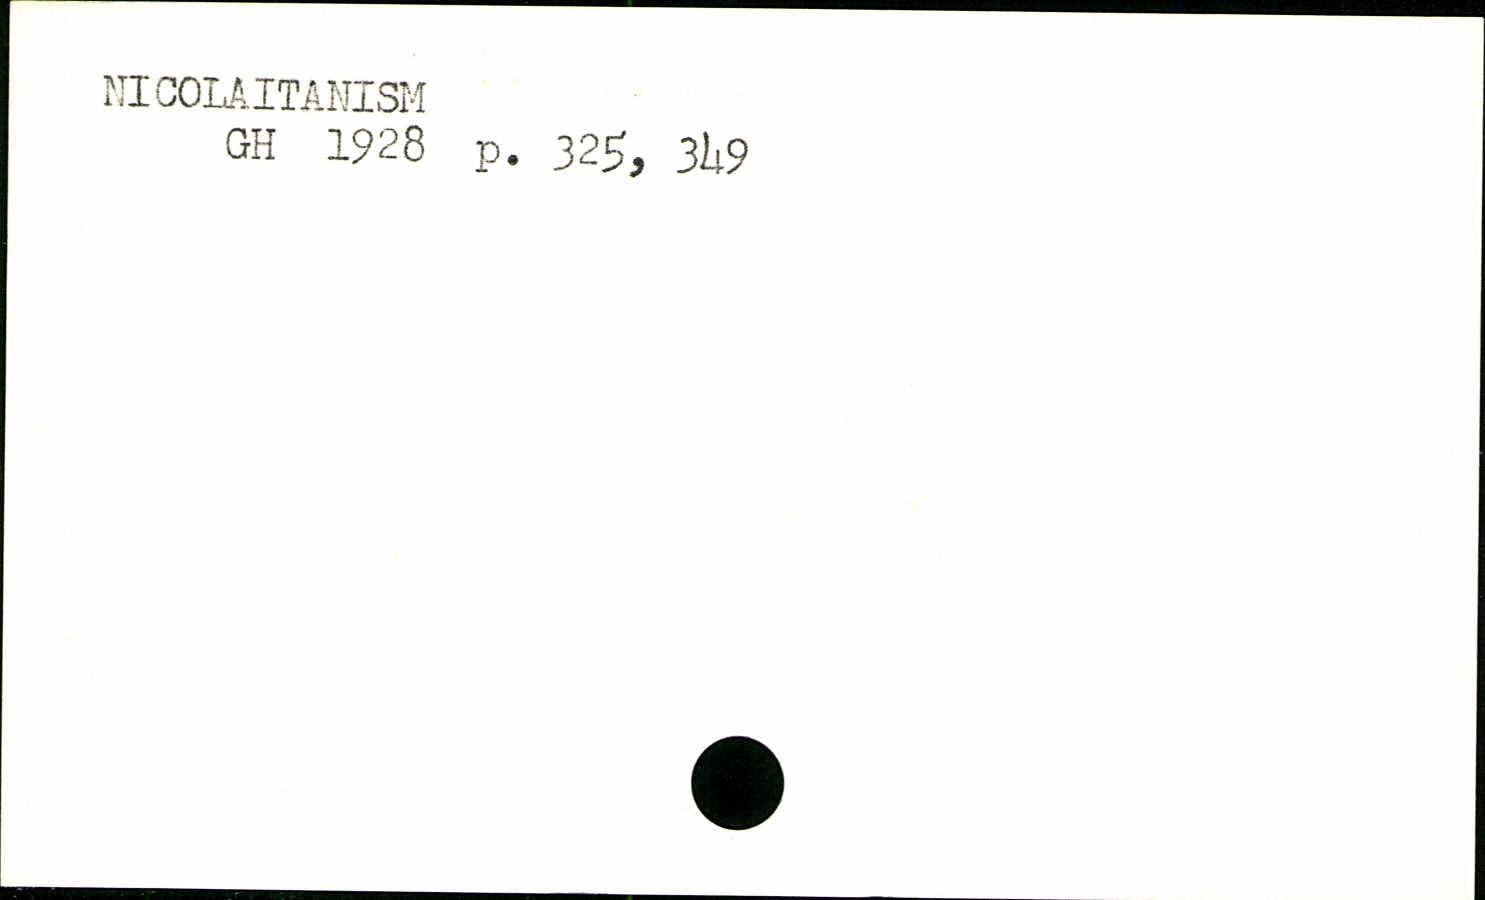 NICOLAITANISM
GH 1928 p. 325, 349